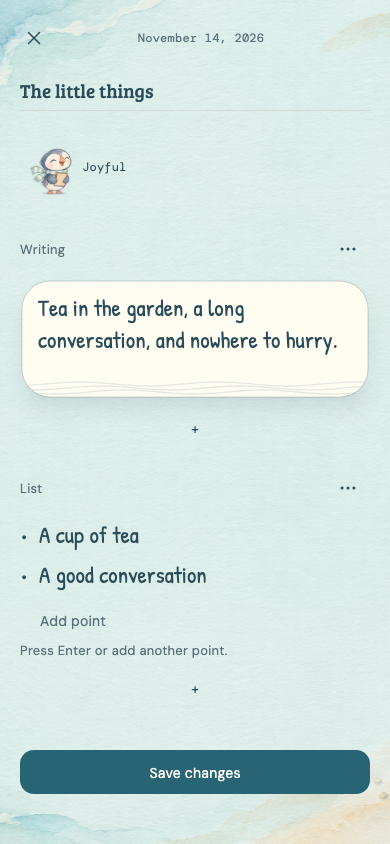 November 14, 2026
The little things
Joyful
Writing
Tea in the garden, a long
conversation, and nowhere to hurry.
+
List
• A cup of tea
• A good conversation
Add point
Press Enter or add another point.
+
Save changes